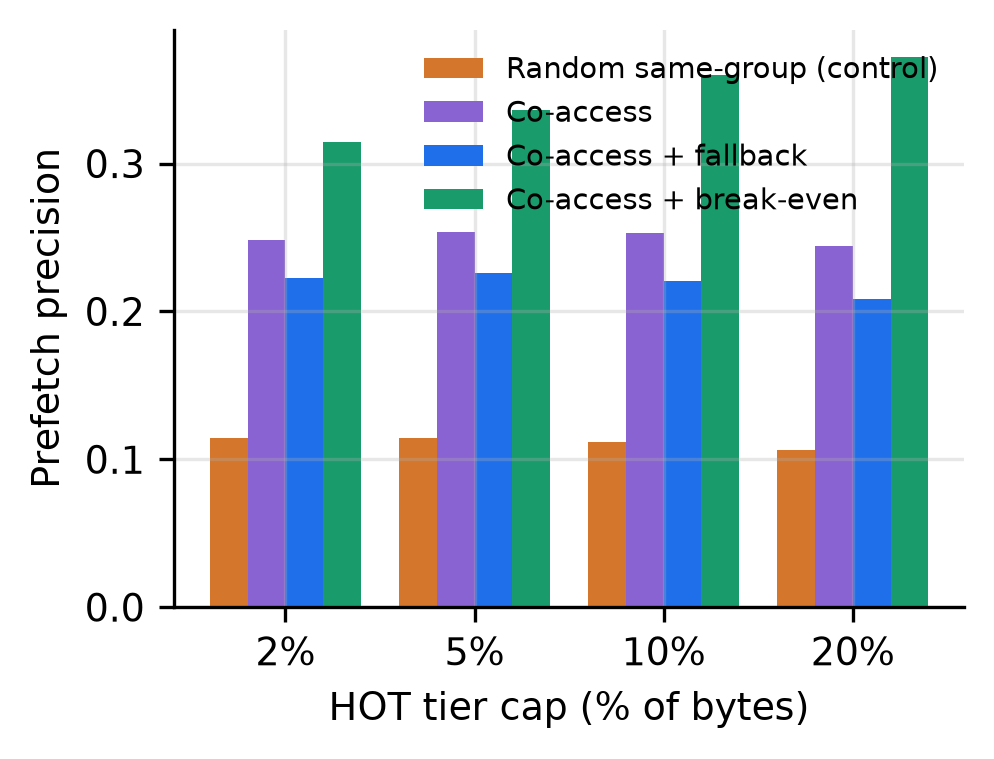 Random same-group (control)
Co-access
Co-access + fallback
Co-access + break-even
Prefetch precision
0.3
0.2
0.1
0.0
2% 5% 10% 20%
HOT tier cap (% of bytes)